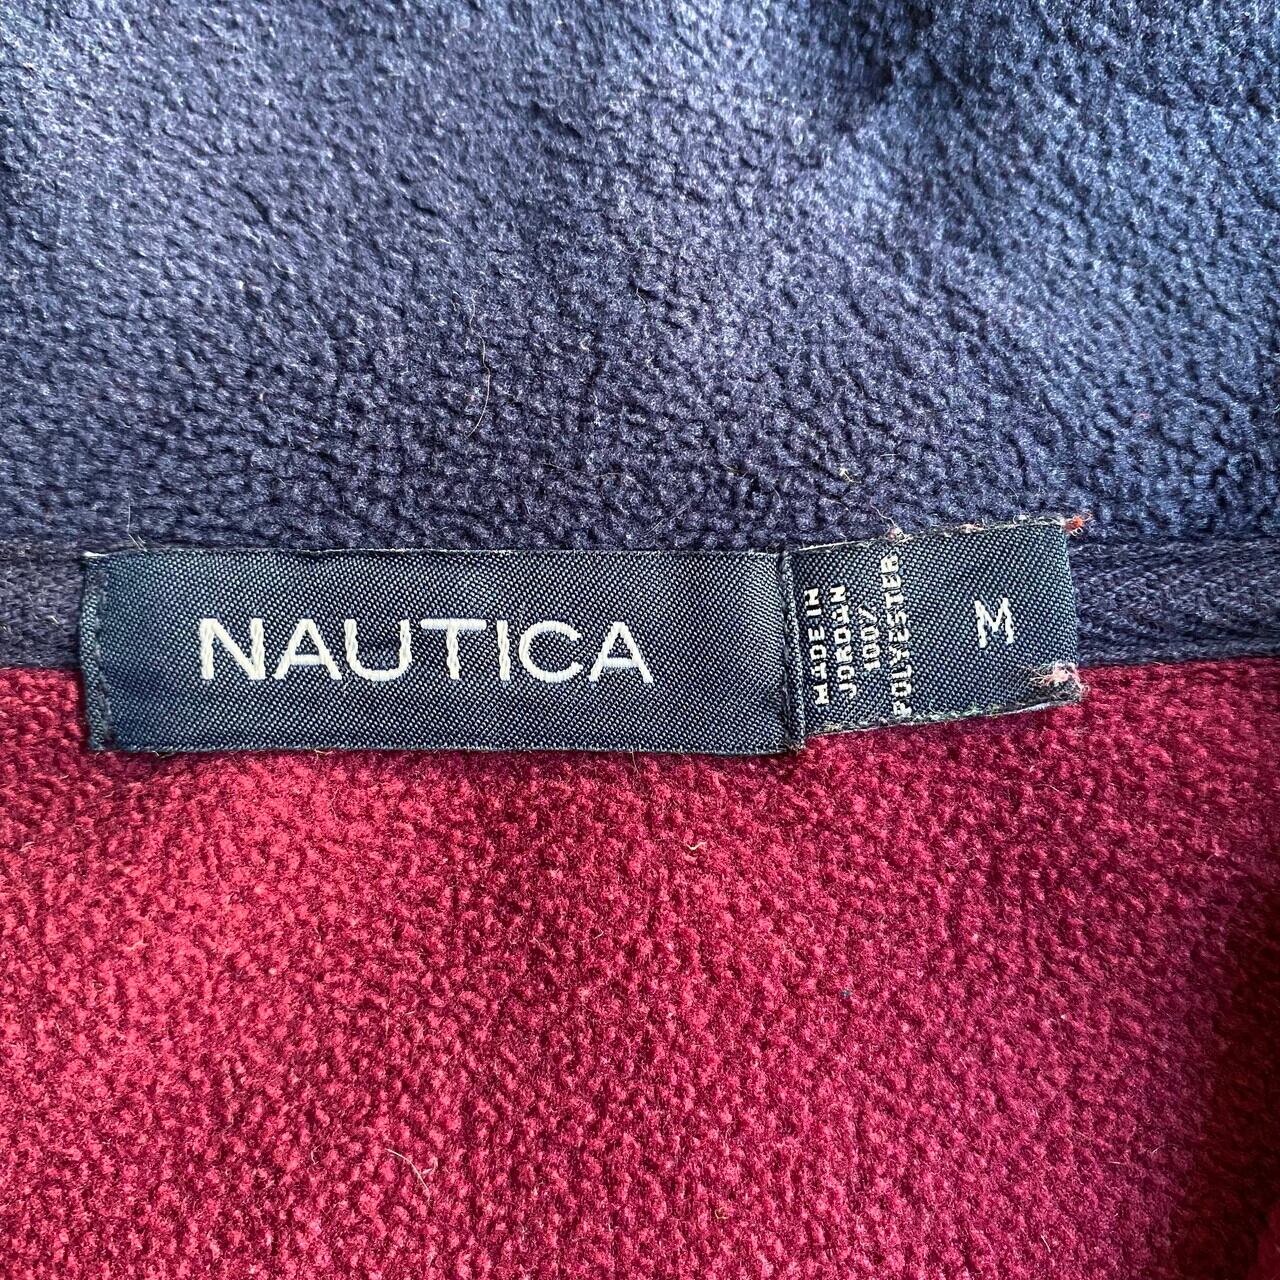 NAUTICA
MADE IN
JORDAN
100%
POLYESTER
M